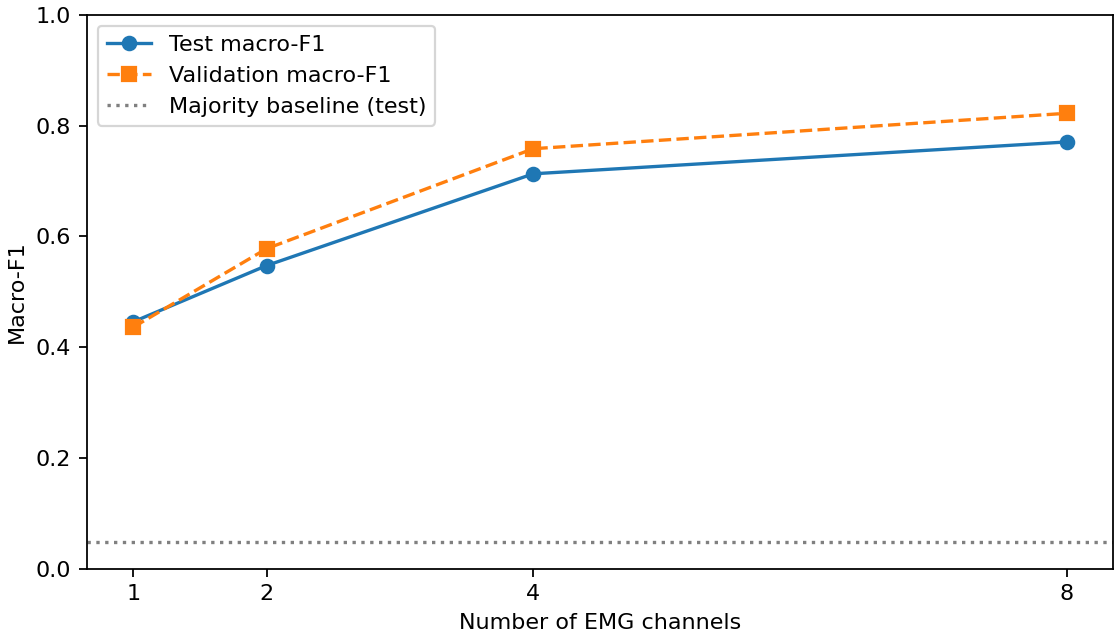 1.0
0.8
0.6
0.4
0.2
0.0
Macro-F1
Test macro-F1
Validation macro-F1
Majority baseline (test)
1 2 4 8
Number of EMG channels